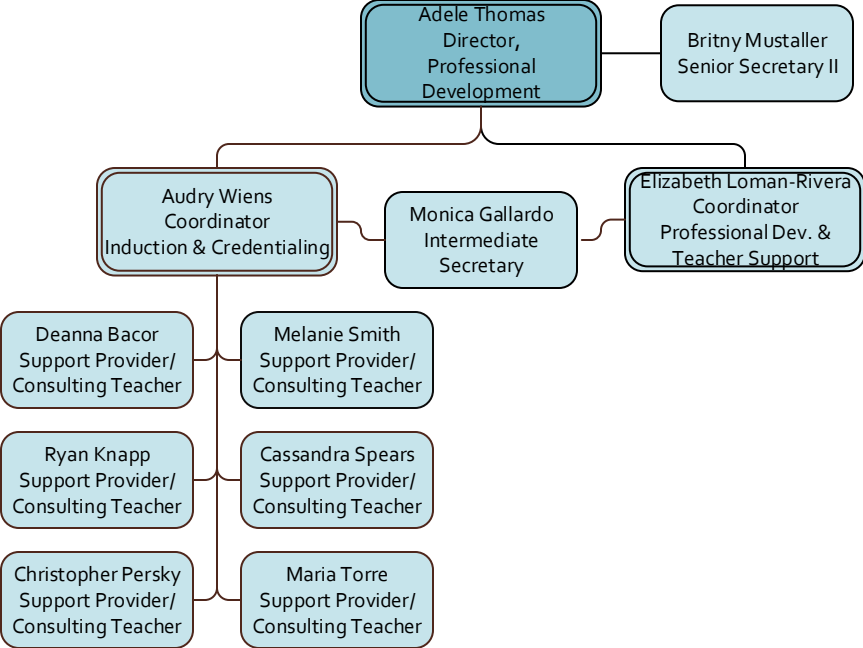 Adele Thomas
Director,
Professional
Development
Britny Mustaller
Senior Secretary II
Audry Wiens
Coordinator
Induction & Credentialing
Monica Gallardo
Intermediate
Secretary
Elizabeth Loman-Rivera
Coordinator
Professional Dev. &
Teacher Support
Deanna Bacor
Support Provider/
Consulting Teacher
Melanie Smith
Support Provider/
Consulting Teacher
Ryan Knapp
Support Provider/
Consulting Teacher
Cassandra Spears
Support Provider/
Consulting Teacher
Christopher Persky
Support Provider/
Consulting Teacher
Maria Torre
Support Provider/
Consulting Teacher